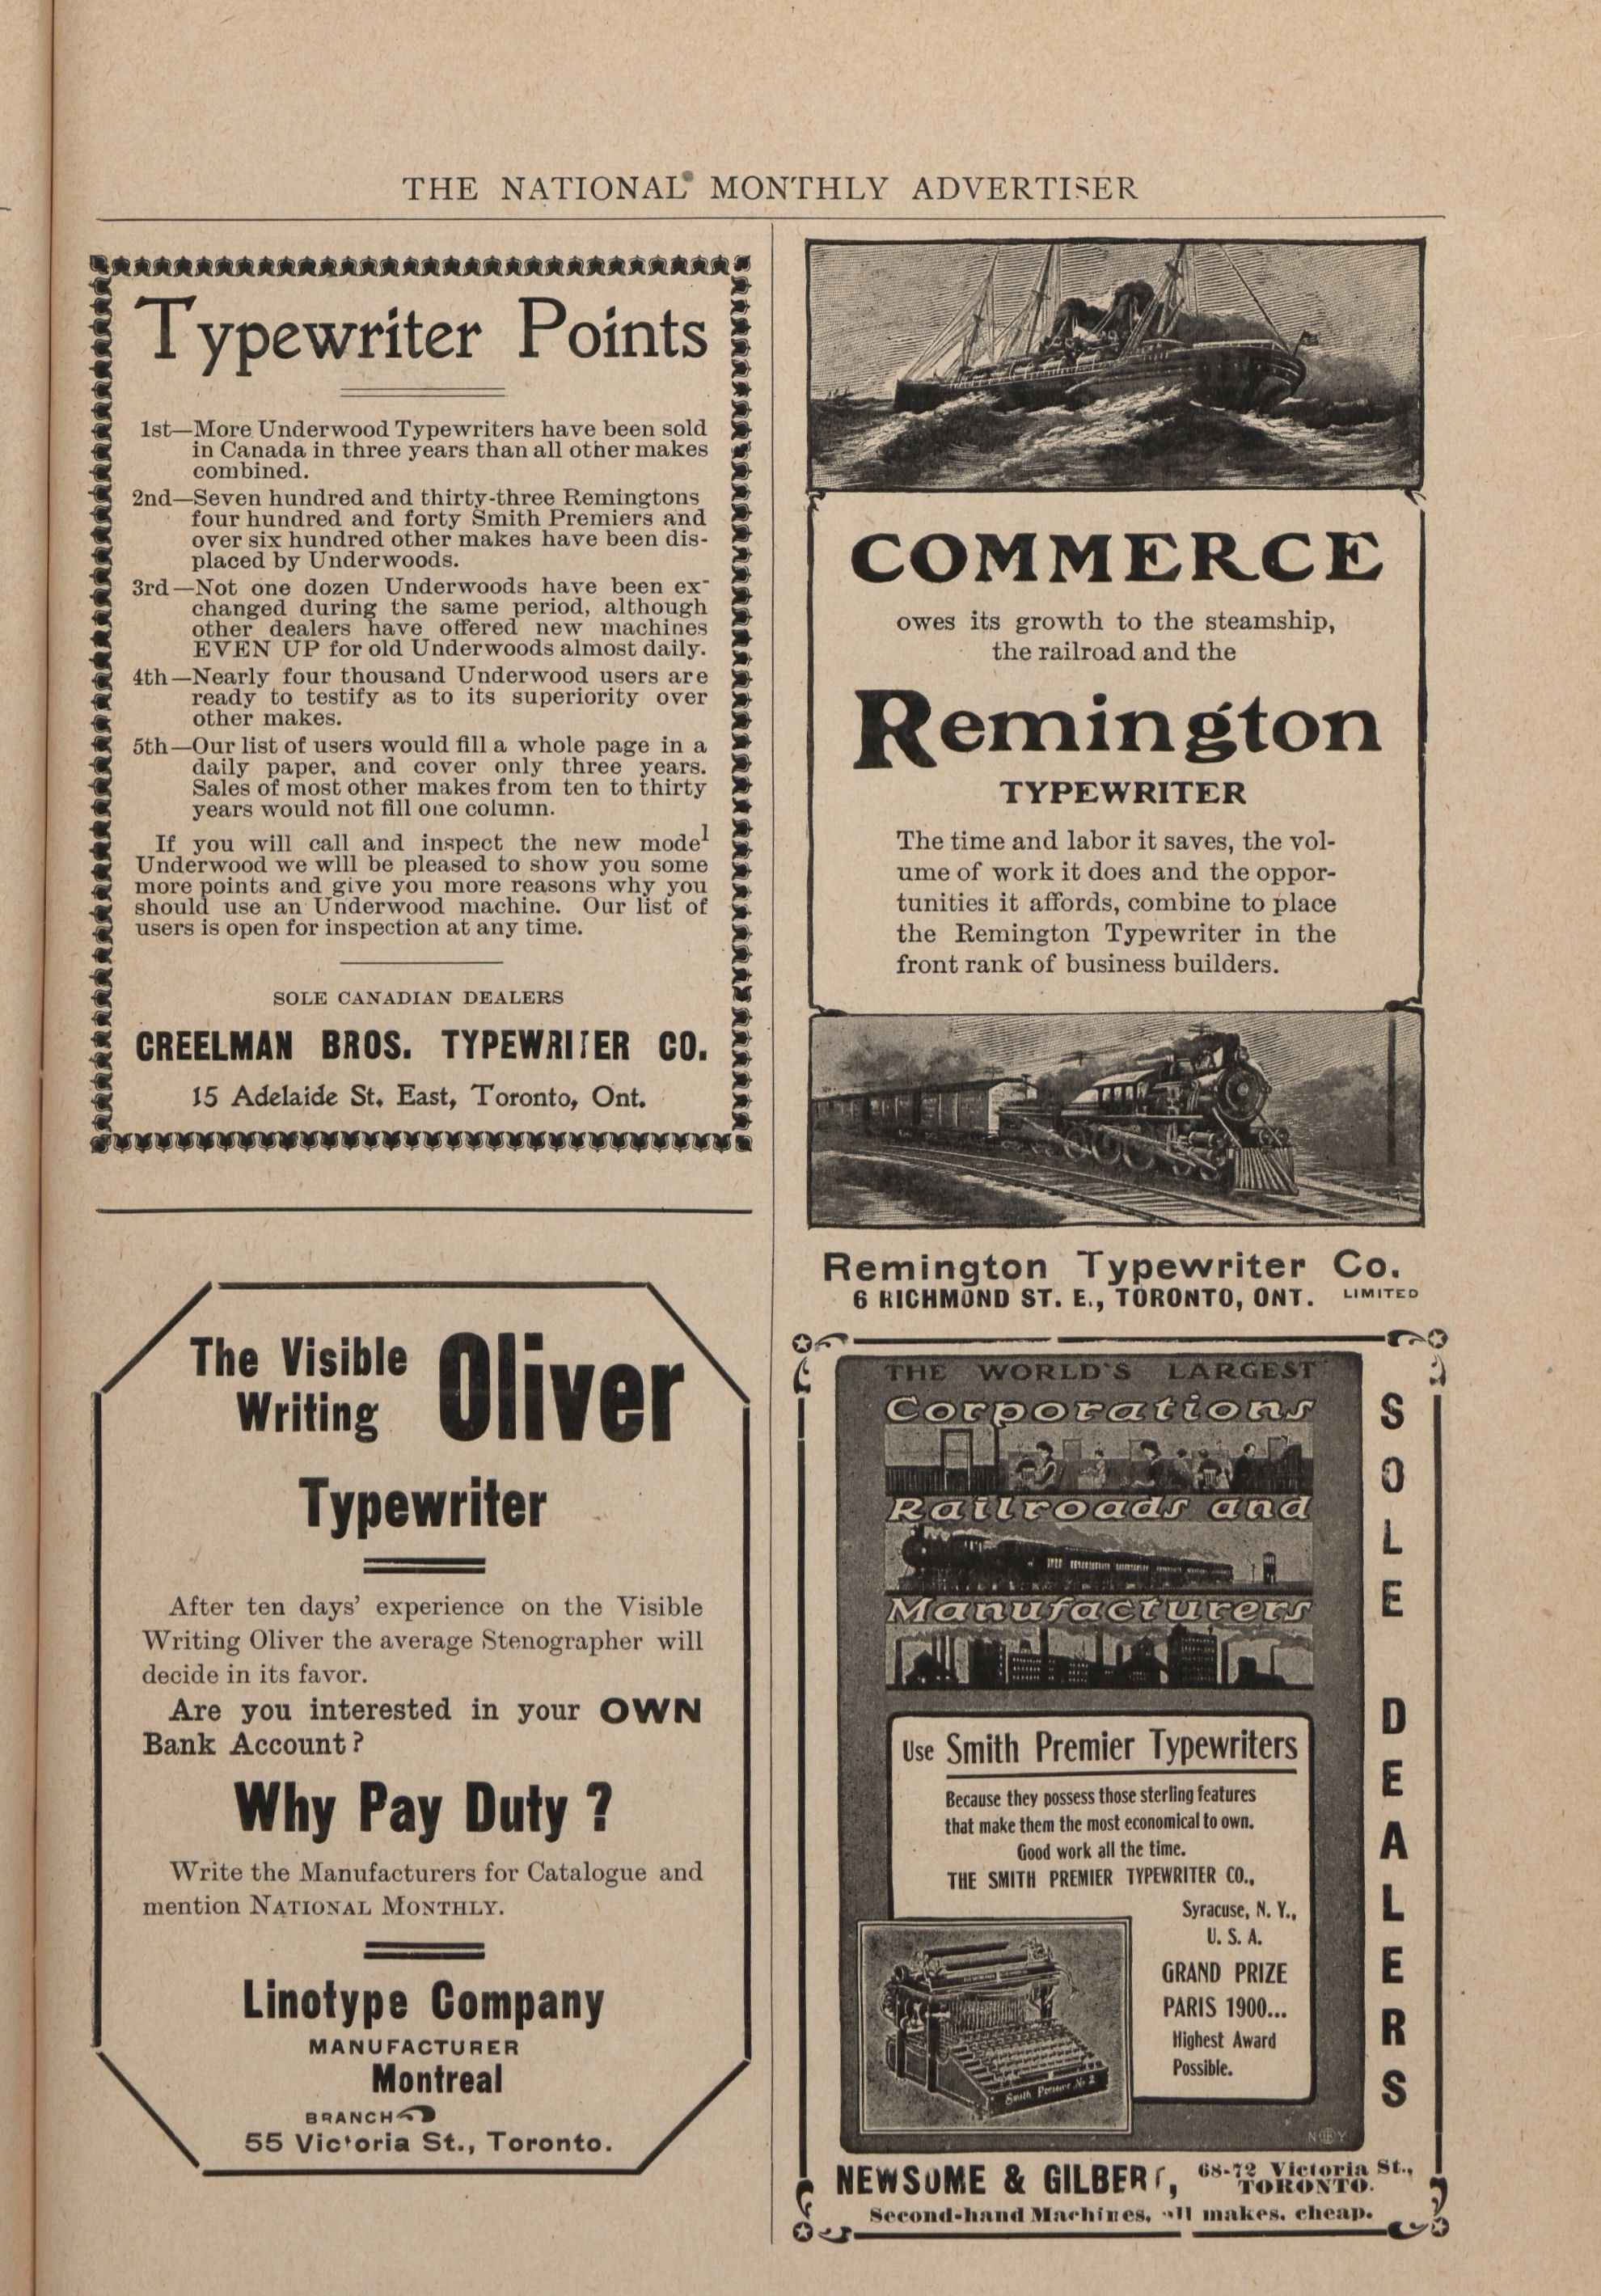 THE NATIONAL MONTHLY ADVERTISER
Typewriter Points
1st—More Underwood Typewriters have been sold
in Canada in three years than all other makes
combined.
2nd—Seven hundred and thirty-three Remingtons
four hundred and forty Smith Premiers and
over six hundred other makes have been dis-
placed by Underwoods.
3rd—Not one dozen Underwoods have been ex-
changed during the same period, although
other dealers have offered new machines
EVEN UP for old Underwoods almost daily.
4th—Nearly four thousand Underwood users are
ready to testify as to its superiority over
other makes.
5th—Our list of users would fill a whole page in a
daily paper, and cover only three years.
Sales of most other makes from ten to thirty
years would not fill one column.
If you will call and inspect the new model
Underwood we will be pleased to show you some
more points and give you more reasons why you
should use an Underwood machine. Our list of
users is open for inspection at any time.
SOLE CANADIAN DEALERS
CREELMAN BROS. TYPEWRITER CO.
15 Adelaide St. East, Toronto, Ont.
The Visible
Writing
Oliver
Typewriter
After ten days' experience on the Visible
Writing Oliver the average Stenographer will
decide in its favor.
Are you interested in your OWN
Bank Account?
Why Pay Duty?
Write the Manufacturers for Catalogue and
mention NATIONAL MONTHLY.
Linotype Company
MANUFACTURER
Montreal
BRANCH
55 Victoria St., Toronto.
COMMERCE
owes its growth to the steamship,
the railroad and the
Remington
TYPEWRITER
The time and labor it saves, the vol-
ume of work it does and the oppor-
tunities it affords, combine to place
the Remington Typewriter in the
front rank of business builders.
Remington Typewriter Co.
LIMITED
6 RICHMOND ST. E., TORONTO, ONT.
THE WORLD'S LARGEST
Corporations
Railroads and
Manufacturers
Use Smith Premier Typewriters
Because they possess those sterling features
that make them the most economical to own.
Good work all the time.
THE SMITH PREMIER TYPEWRITER CO.,
Syracuse, N. Y.,
U. S. A.
GRAND PRIZE
PARIS 1900...
Highest Award
Possible.
Smith Premier No 2
SOLE DEALERS
NEWSOME & GILBERT,
68-72 Victoria St.,
TORONTO.
Second-hand Machines, all makes, cheap.